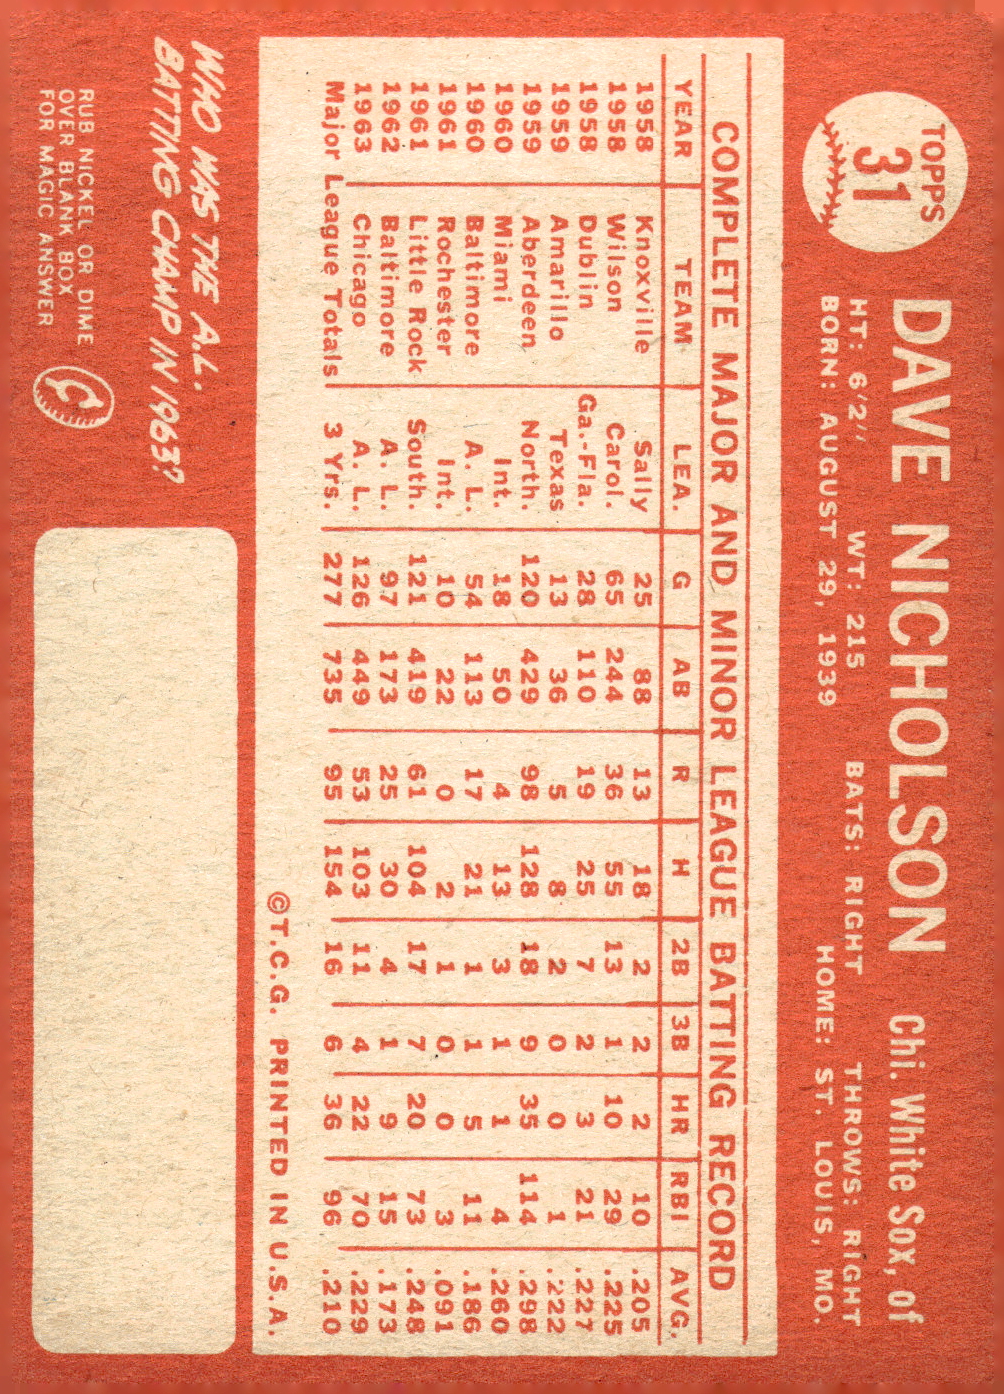 TOPPS
31
DAVE NICHOLSON Chi. White Sox, of
HT: 6'2" WT: 215 BATS: RIGHT THROWS: RIGHT
BORN: AUGUST 29, 1939 HOME: ST. LOUIS, MO.
COMPLETE MAJOR AND MINOR LEAGUE BATTING RECORD
YEAR TEAM LEA. G AB R H 2B 3B HR RBI AVG.
1958 Knoxville Sally 25 88 13 18 2 2 2 10 .205
1958 Wilson Carol. 65 244 36 55 13 1 10 29 .225
1958 Dublin Ga.-Fla. 28 110 19 25 7 2 3 21 .227
1959 Amarillo Texas 13 36 5 8 2 0 0 1 .222
1959 Aberdeen North. 120 429 98 128 18 9 35 114 .298
1960 Miami Int. 18 50 4 13 3 1 1 4 .260
1960 Baltimore A. L. 54 113 17 21 1 1 5 11 .186
1961 Rochester Int. 10 22 0 2 1 0 0 3 .091
1961 Little Rock South. 121 419 61 104 17 7 20 73 .248
1962 Baltimore A. L. 97 173 25 30 4 1 9 15 .173
1963 Chicago A. L. 126 449 53 103 11 4 22 70 .229
Major League Totals 3 Yrs. 277 735 95 154 16 6 36 96 .210
©T.C.G. PRINTED IN U.S.A.
WHO WAS THE A.L.
BATTING CHAMP IN 1963?
RUB NICKEL OR DIME
OVER BLANK BOX
FOR MAGIC ANSWER